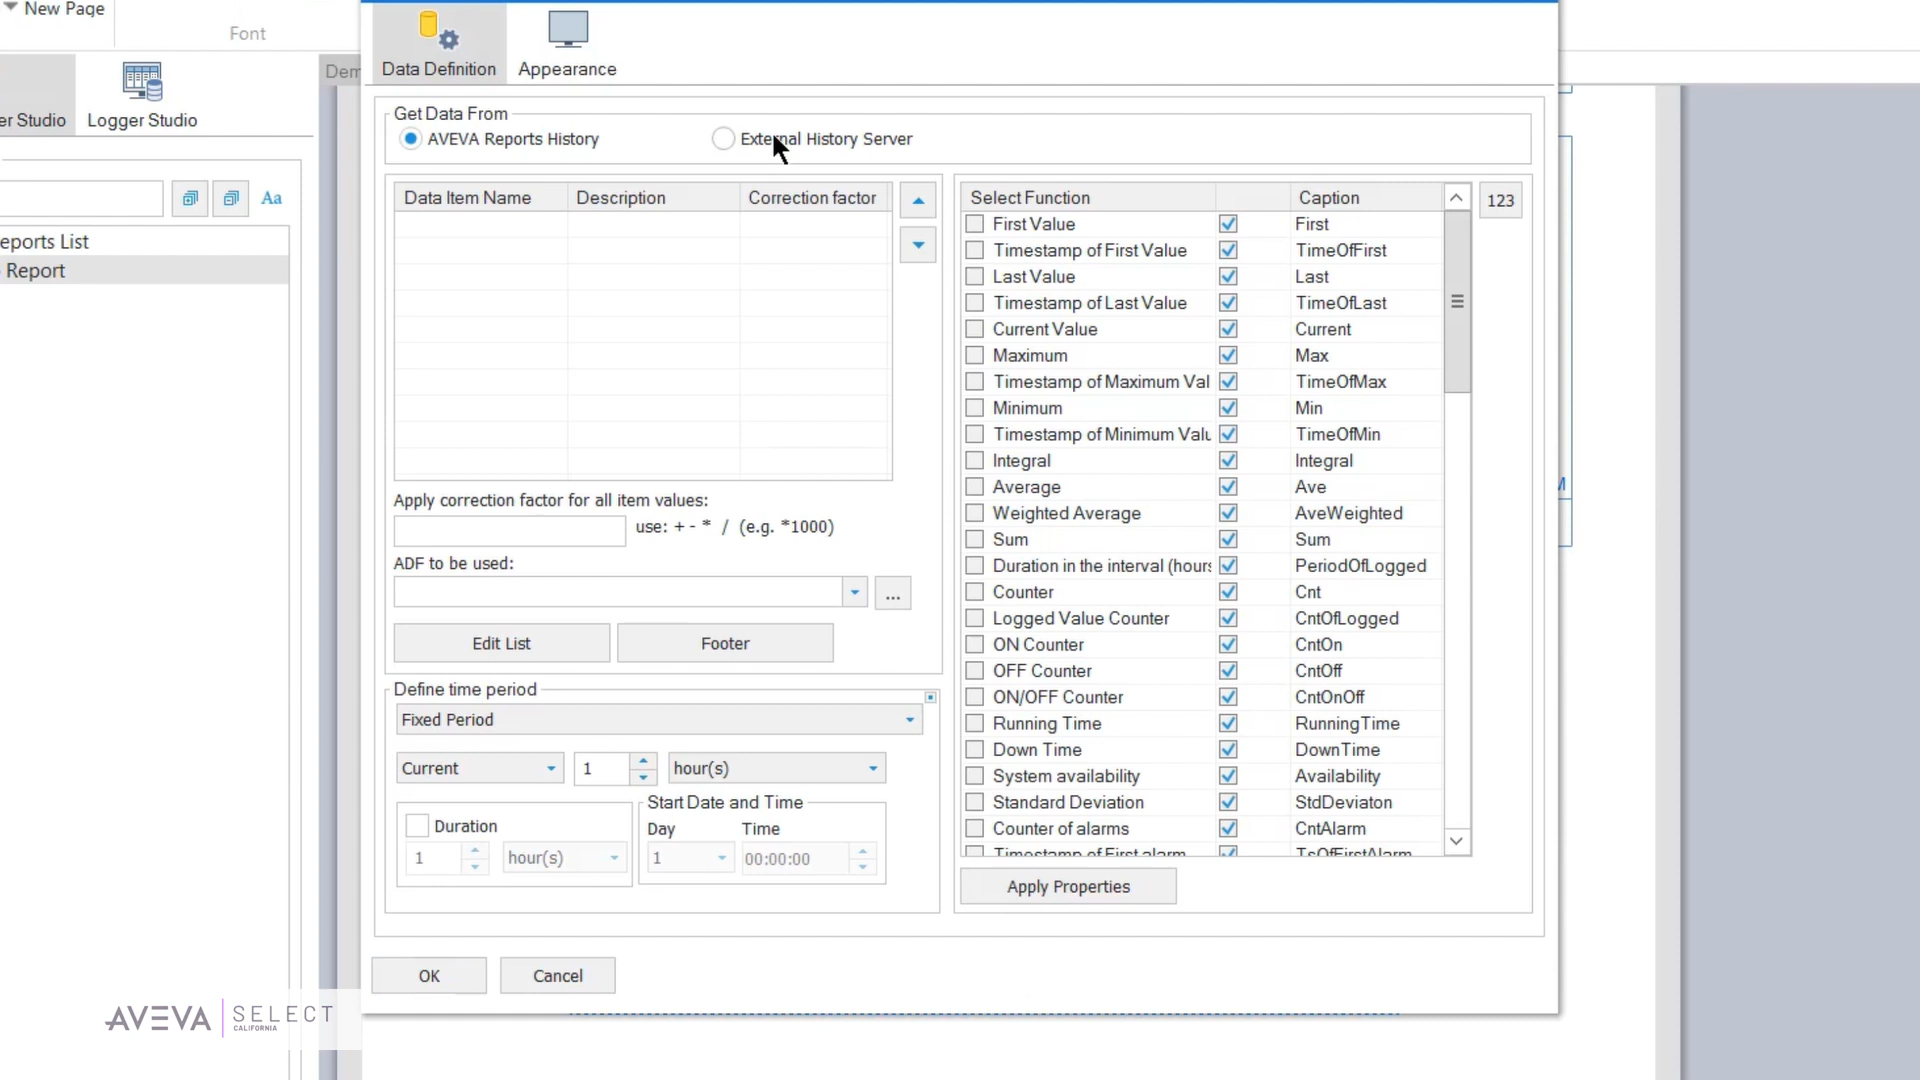 New Page
Font
er Studio
Logger Studio
Dem
Aa
eports List
Report
Data Definition
Appearance
Get Data From
AVEVA Reports History
External History Server
Data Item Name Description Correction factor
Apply correction factor for all item values:
use: + - * / (e.g. *1000)
ADF to be used:
...
Edit List
Footer
Define time period
Fixed Period
Current 1 hour(s)
Duration
1 hour(s)
Start Date and Time
Day Time
1 00:00:00
Select Function Caption
123
First Value First
Timestamp of First Value TimeOfFirst
Last Value Last
Timestamp of Last Value TimeOfLast
Current Value Current
Maximum Max
Timestamp of Maximum Val TimeOfMax
Minimum Min
Timestamp of Minimum Valu TimeOfMin
Integral Integral
Average Ave
Weighted Average AveWeighted
Sum Sum
Duration in the interval (hours PeriodOfLogged
Counter Cnt
Logged Value Counter CntOfLogged
ON Counter CntOn
OFF Counter CntOff
ON/OFF Counter CntOnOff
Running Time RunningTime
Down Time DownTime
System availability Availability
Standard Deviation StdDeviaton
Counter of alarms CntAlarm
Timestamp of First alarm TsOfFirstAlarm
Apply Properties
OK
Cancel
AVEVA SELECT
CALIFORNIA